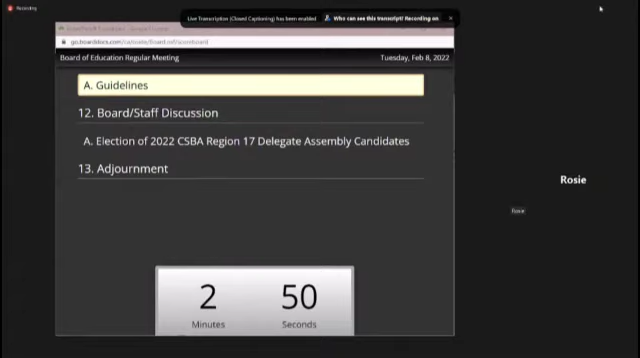 Recording
Live Transcription (Closed Captioning) has been enabled
Who can see this transcript? Recording on
Board of Education Regular Meeting
Tuesday, Feb 8, 2022
A. Guidelines
12. Board/Staff Discussion
A. Election of 2022 CSBA Region 17 Delegate Assembly Candidates
13. Adjournment
Rosie
Rosie
2
50
Minutes
Seconds